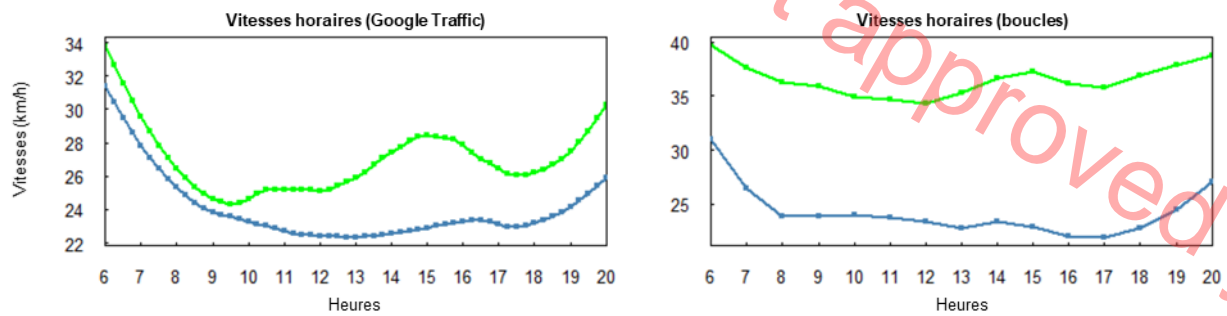 Vitesses horaires (Google Traffic)
Vitesses (km/h)
34
32
30
28
26
24
22
6 7 8 9 10 11 12 13 14 15 16 17 18 19 20
Heures
Vitesses horaires (boucles)
40
35
30
25
6 7 8 9 10 11 12 13 14 15 16 17 18 19 20
Heures
approved